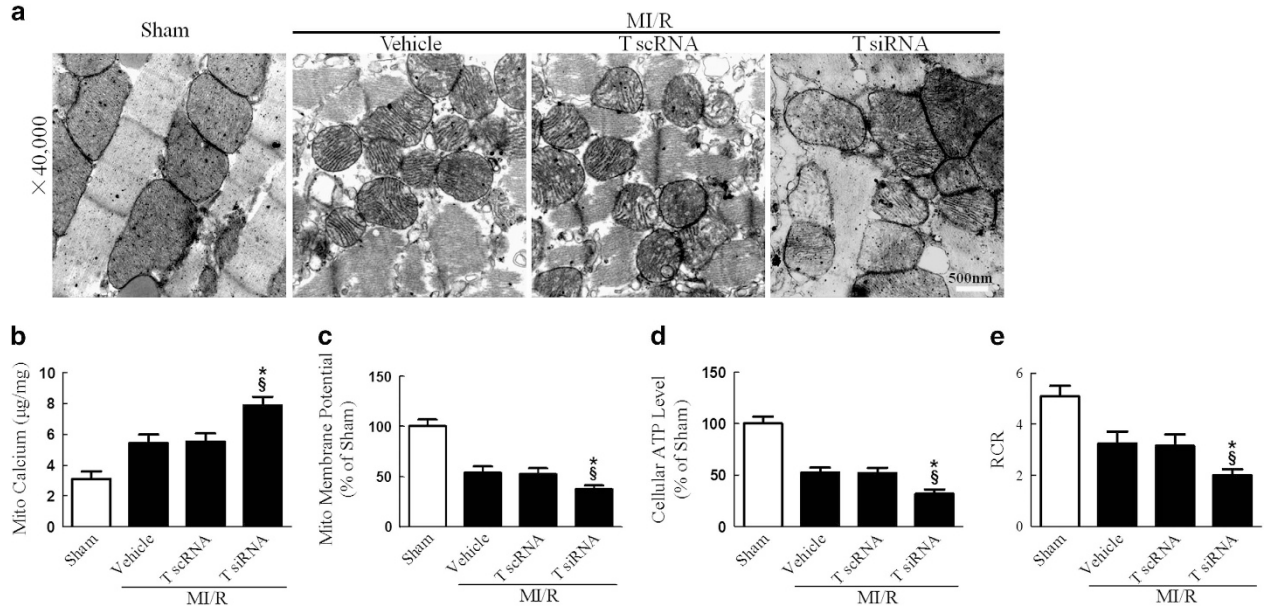 a
Sham
MI/R
Vehicle
T scRNA
T siRNA
×40,000
500nm
b
Mito Calcium (μg/mg)
10
8
6
4
2
0
*
§
Sham
Vehicle
T scRNA
T siRNA
MI/R
c
Mito Membrane Potential
(% of Sham)
150
100
50
0
*
§
Sham
Vehicle
T scRNA
T siRNA
MI/R
d
Cellular ATP Level
(% of Sham)
150
100
50
0
*
§
Sham
Vehicle
T scRNA
T siRNA
MI/R
e
RCR
6
4
2
0
*
§
Sham
Vehicle
T scRNA
T siRNA
MI/R